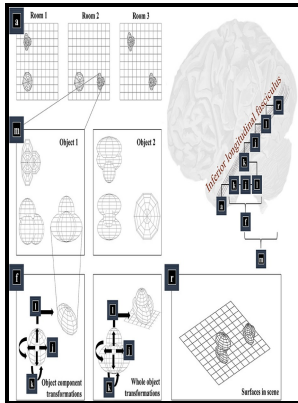 a
Room 1
Room 2
Room 3
Inferior longitudinal fasciculus
r
l
j
k
a
k
j
l
f
m
m
Object 1
Object 2
f
l
j
k
Object component
transformations
l
j
k
Whole object
transformations
r
Surfaces in scene